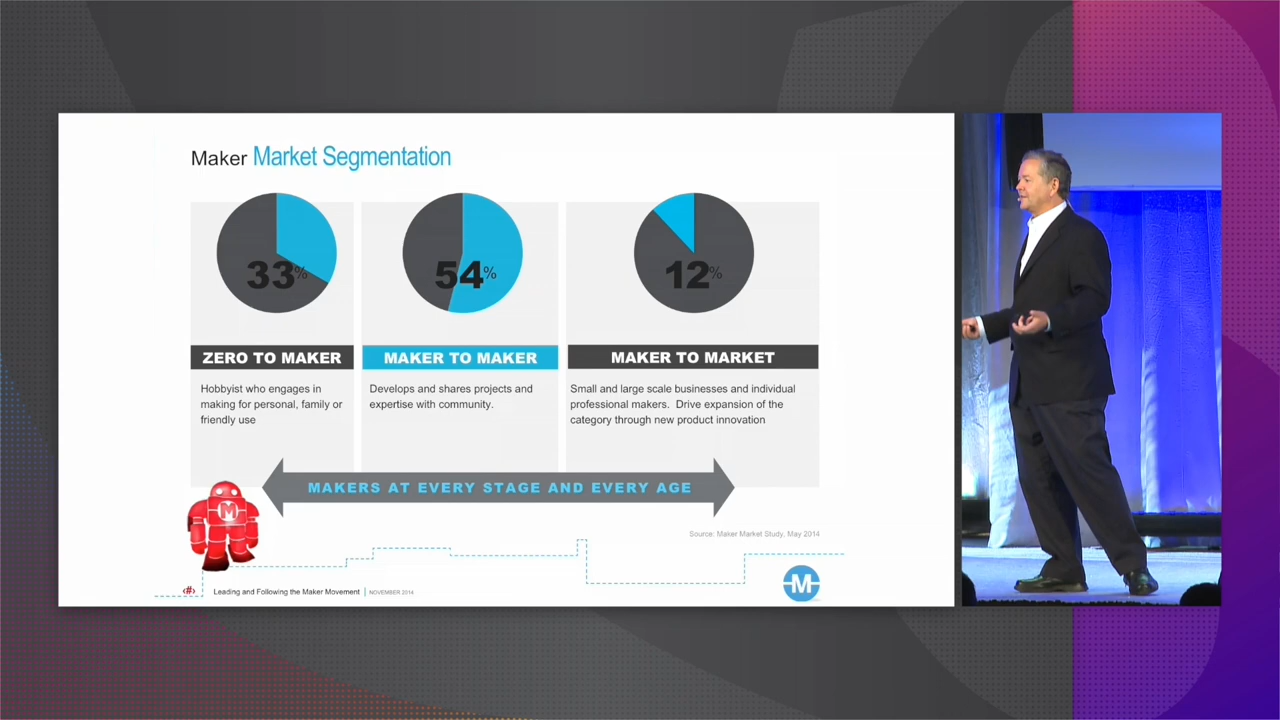 Maker Market Segmentation
33%
54%
12%
ZERO TO MAKER
MAKER TO MAKER
MAKER TO MARKET
Hobbyist who engages in
making for personal, family or
friendly use
Develops and shares projects and
expertise with community.
Small and large scale businesses and individual
professional makers. Drive expansion of the
category through new product innovation
MAKERS AT EVERY STAGE AND EVERY AGE
M
Source: Maker Market Study, May 2014
‹#›
Leading and Following the Maker Movement | NOVEMBER 2014
M